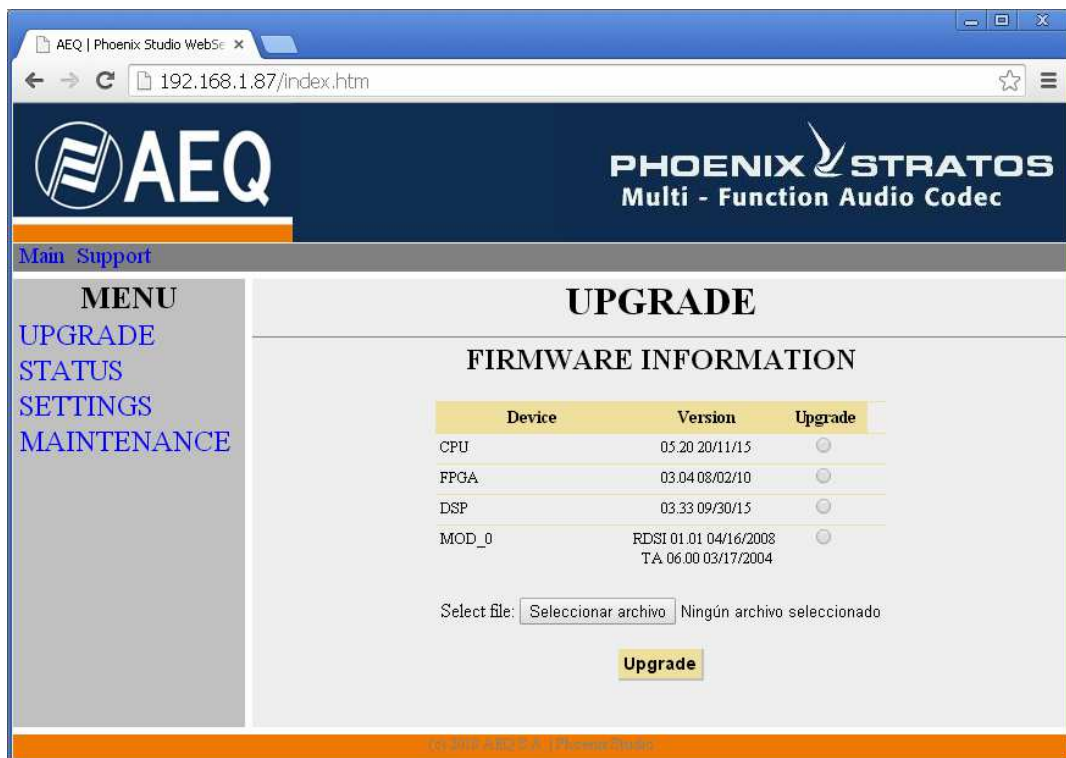 AEQ | Phoenix Studio WebSe
192.168.1.87/index.htm
AEQ
PHOENIX STRATOS
Multi - Function Audio Codec
Main Support
MENU
UPGRADE
STATUS
SETTINGS
MAINTENANCE
UPGRADE
FIRMWARE INFORMATION
Device Version Upgrade
CPU 05.20 20/11/15
FPGA 03.04 08/02/10
DSP 03.33 09/30/15
MOD_0 RDSI 01.01 04/16/2008
TA 06.00 03/17/2004
Select file: Seleccionar archivo Ningún archivo seleccionado
Upgrade
AEQ S.A. | Phoenix Studio